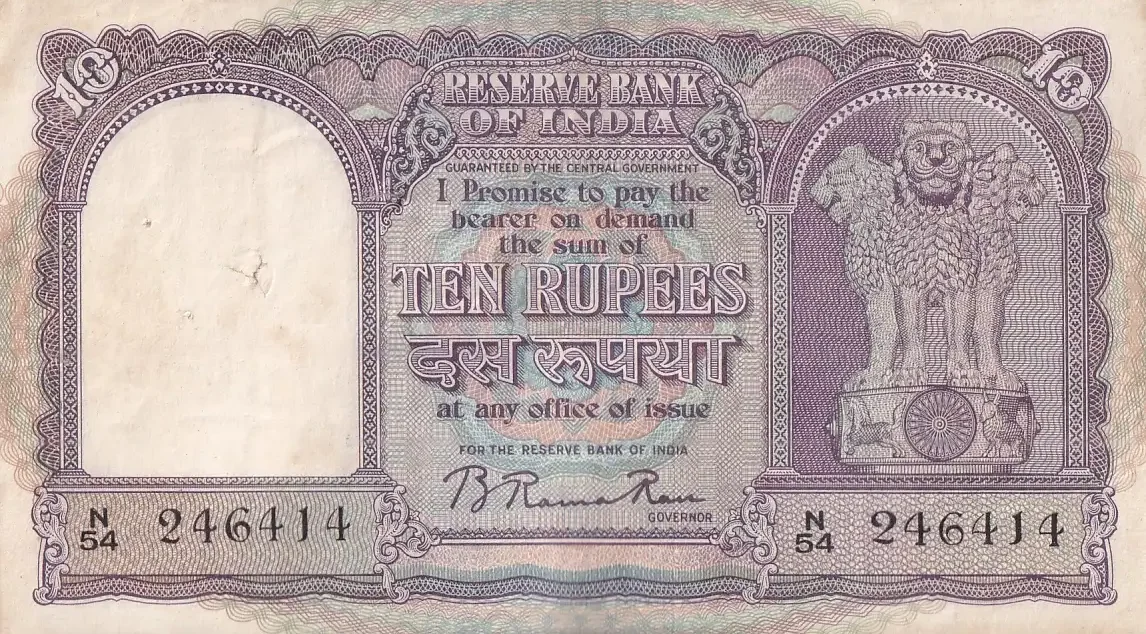 10
10
RESERVE BANK
OF INDIA
GUARANTEED BY THE CENTRAL GOVERNMENT
I Promise to pay the
bearer on demand
the sum of
TEN RUPEES
दस रूपया
at any office of issue
FOR THE RESERVE BANK OF INDIA
B Rama Rau
GOVERNOR
N
54 246414
N
54 246414